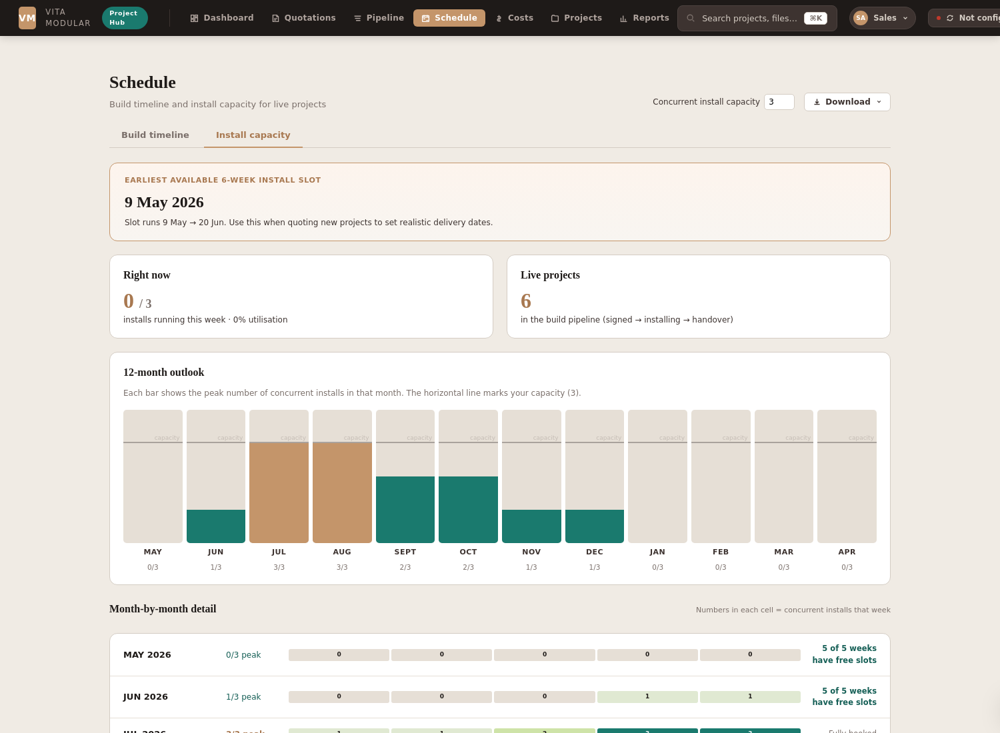 VM
VITA MODULAR
Project Hub
Dashboard
Quotations
Pipeline
Schedule
Costs
Projects
Reports
Search projects, files...
⌘K
SA
Sales
Not config
Schedule
Build timeline and install capacity for live projects
Concurrent install capacity 3
Download
Build timeline
Install capacity
EARLIEST AVAILABLE 6-WEEK INSTALL SLOT
9 May 2026
Slot runs 9 May → 20 Jun. Use this when quoting new projects to set realistic delivery dates.
Right now
0 / 3
installs running this week · 0% utilisation
Live projects
6
in the build pipeline (signed → installing → handover)
12-month outlook
Each bar shows the peak number of concurrent installs in that month. The horizontal line marks your capacity (3).
capacity capacity capacity capacity capacity capacity capacity capacity capacity capacity capacity capacity
MAY JUN JUL AUG SEPT OCT NOV DEC JAN FEB MAR APR
0/3 1/3 3/3 3/3 2/3 2/3 1/3 1/3 0/3 0/3 0/3 0/3
Month-by-month detail
Numbers in each cell = concurrent installs that week
MAY 2026 0/3 peak 0 0 0 0 0 5 of 5 weeks
have free slots
JUN 2026 1/3 peak 0 0 0 1 1 5 of 5 weeks
have free slots
JUL 2026 3/3 peak 1 1 2 3 3 Fully booked